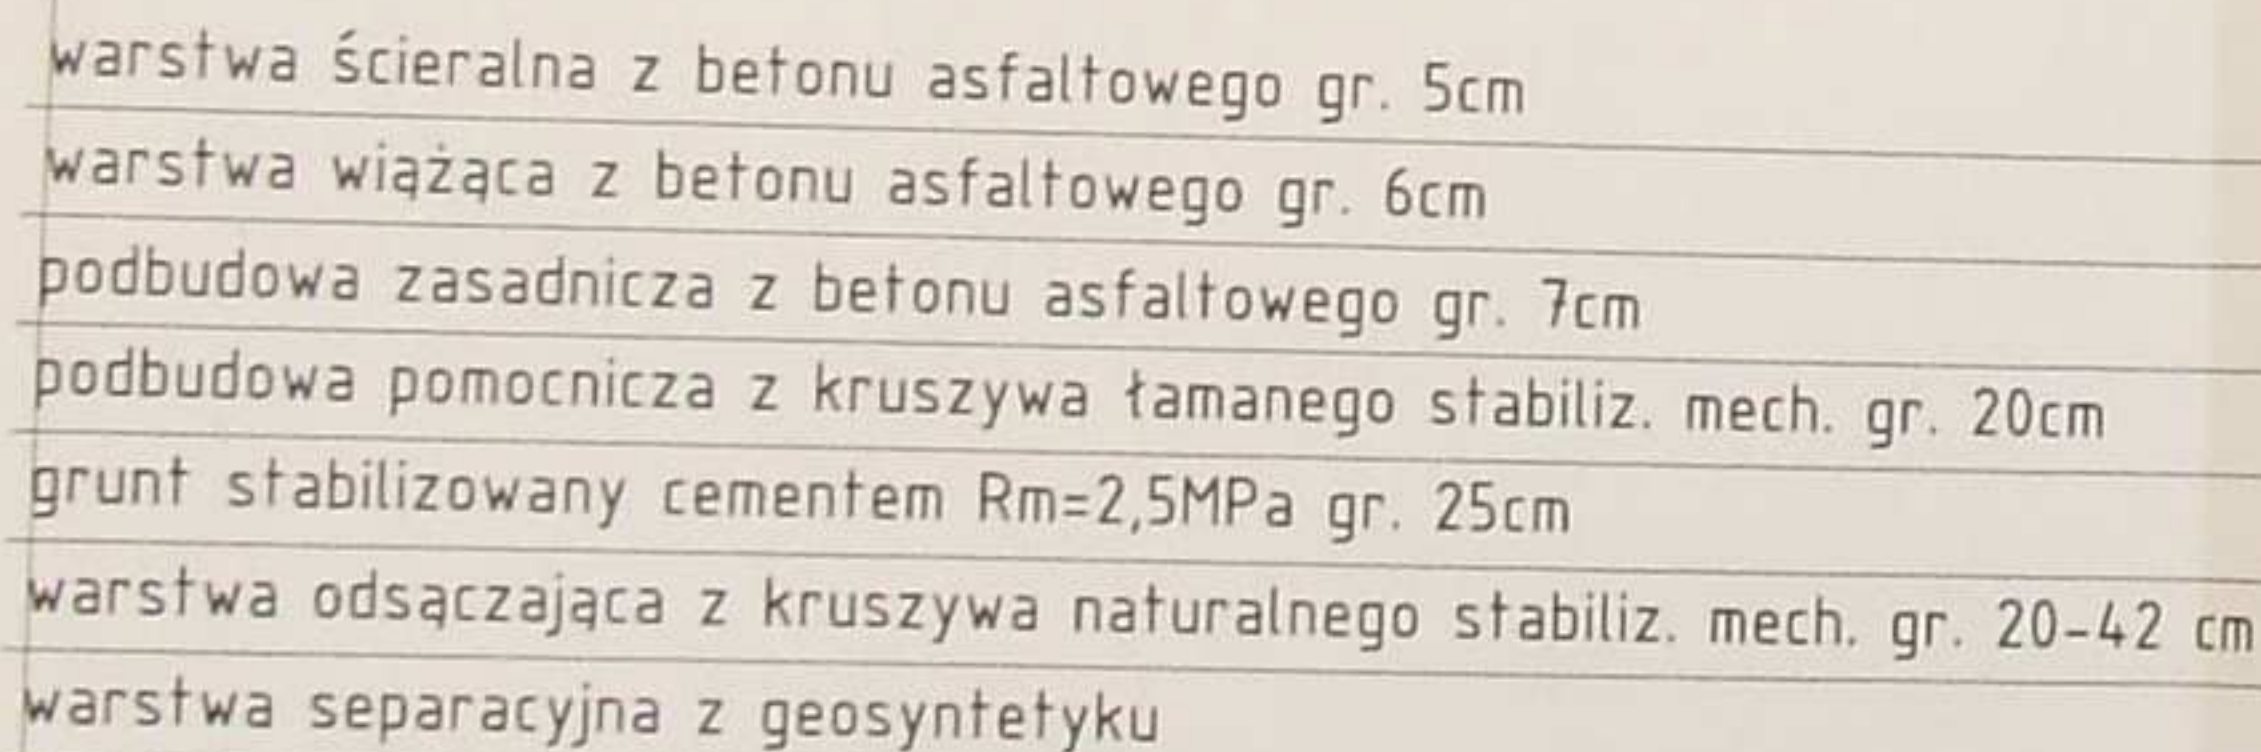 warstwa ścieralna z betonu asfaltowego gr. 5cm
warstwa wiążąca z betonu asfaltowego gr. 6cm
podbudowa zasadnicza z betonu asfaltowego gr. 7cm
podbudowa pomocnicza z kruszywa łamanego stabiliz. mech. gr. 20cm
grunt stabilizowany cementem Rm=2,5MPa gr. 25cm
warstwa odsączająca z kruszywa naturalnego stabiliz. mech. gr. 20-42 cm
warstwa separacyjna z geosyntetyku